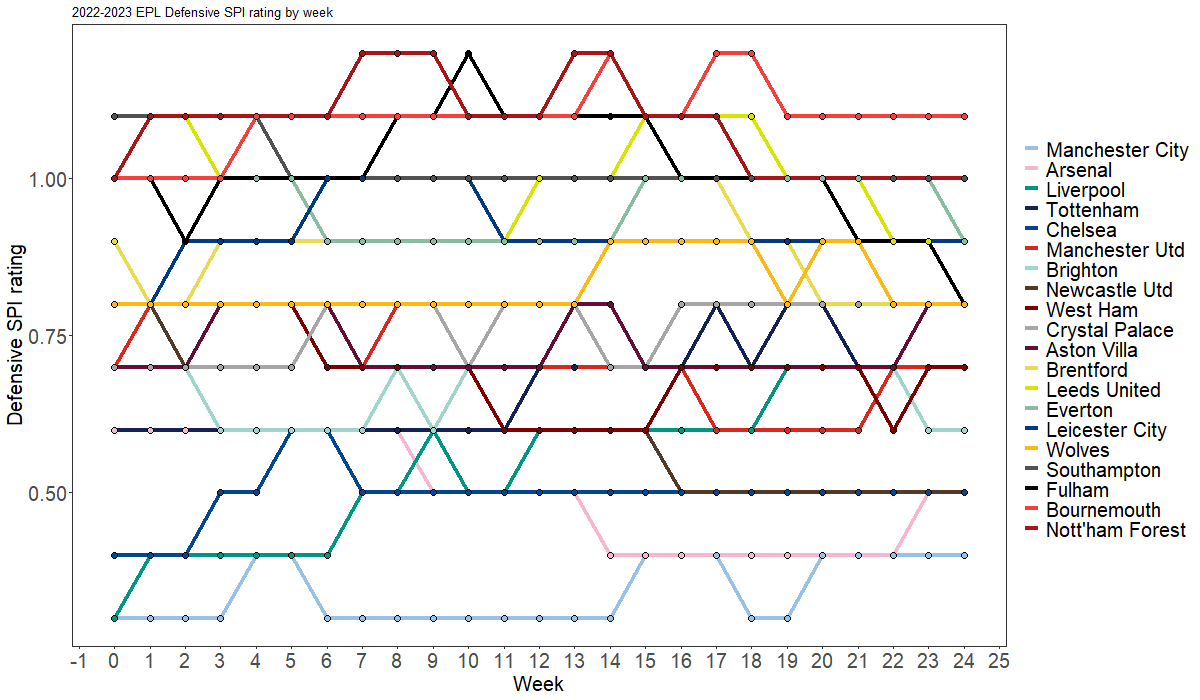 2022-2023 EPL Defensive SPI rating by week
Defensive SPI rating
1.00
0.75
0.50
-1 0 1 2 3 4 5 6 7 8 9 10 11 12 13 14 15 16 17 18 19 20 21 22 23 24 25
Week
Manchester City
Arsenal
Liverpool
Tottenham
Chelsea
Manchester Utd
Brighton
Newcastle Utd
West Ham
Crystal Palace
Aston Villa
Brentford
Leeds United
Everton
Leicester City
Wolves
Southampton
Fulham
Bournemouth
Nott'ham Forest